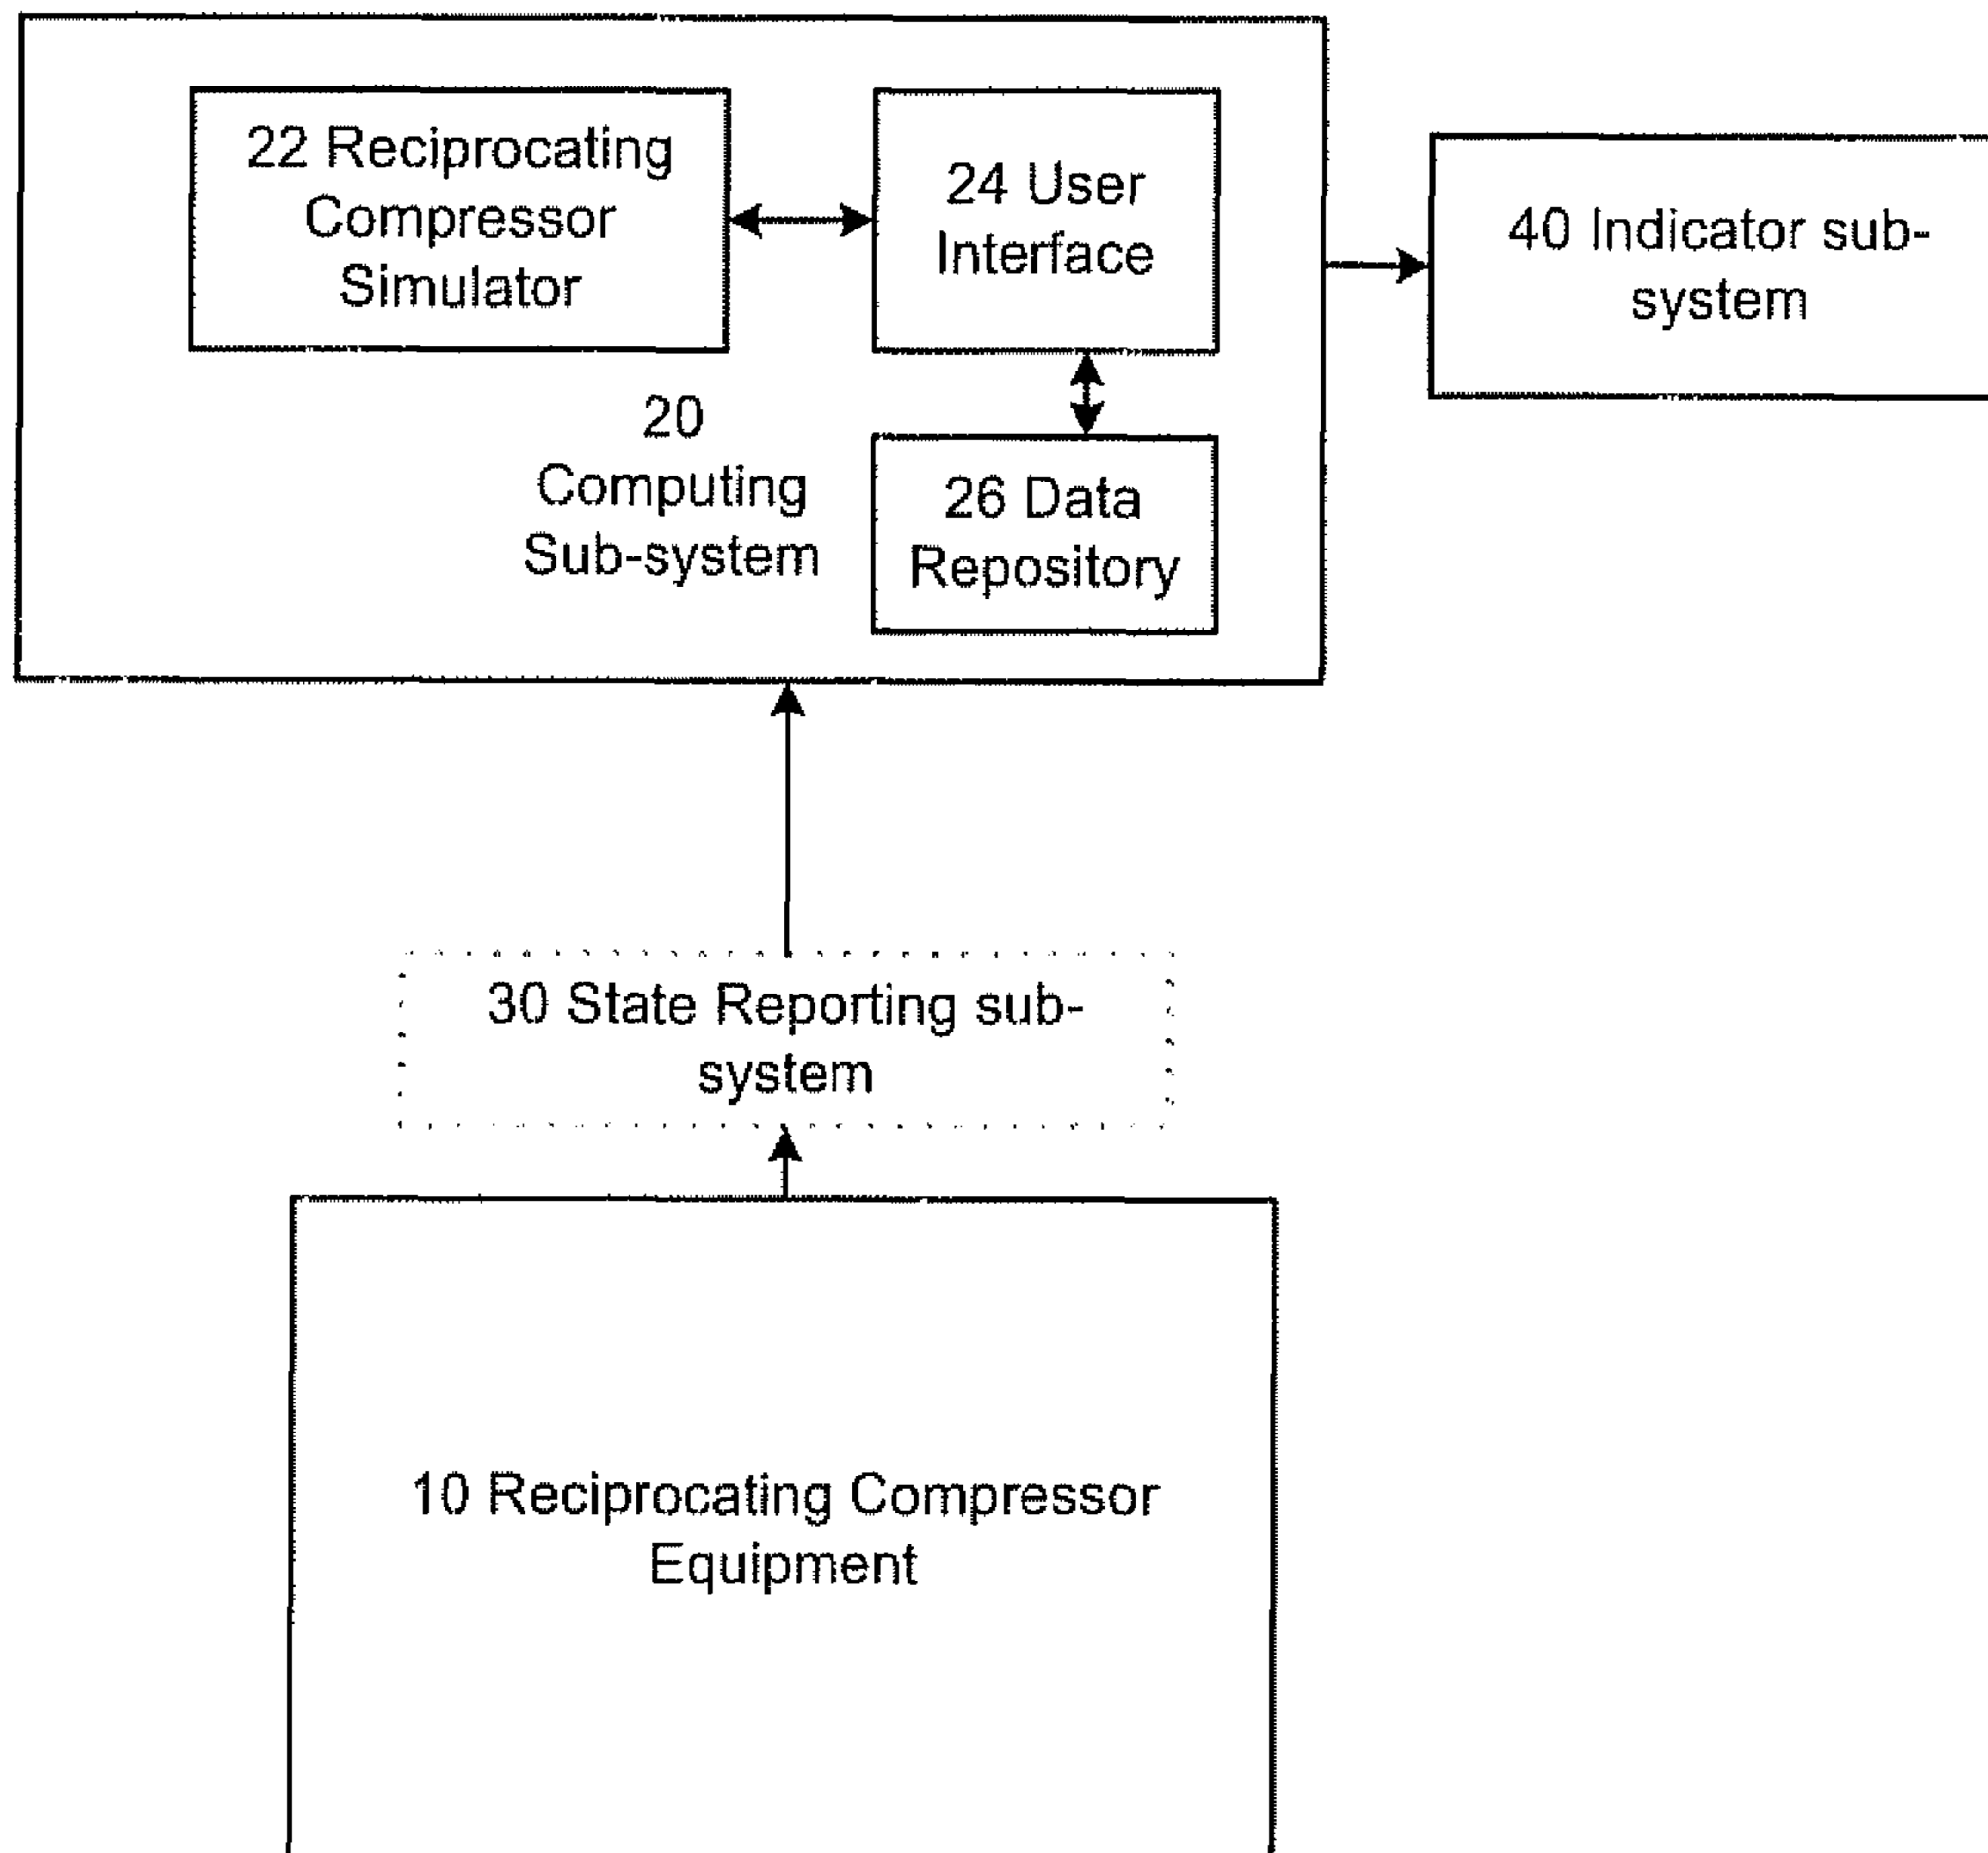 22 Reciprocating
Compressor
Simulator
24 User
Interface
40 Indicator sub-
system
20
Computing
Sub-system
26 Data
Repository
30 State Reporting sub-
system
10 Reciprocating Compressor
Equipment